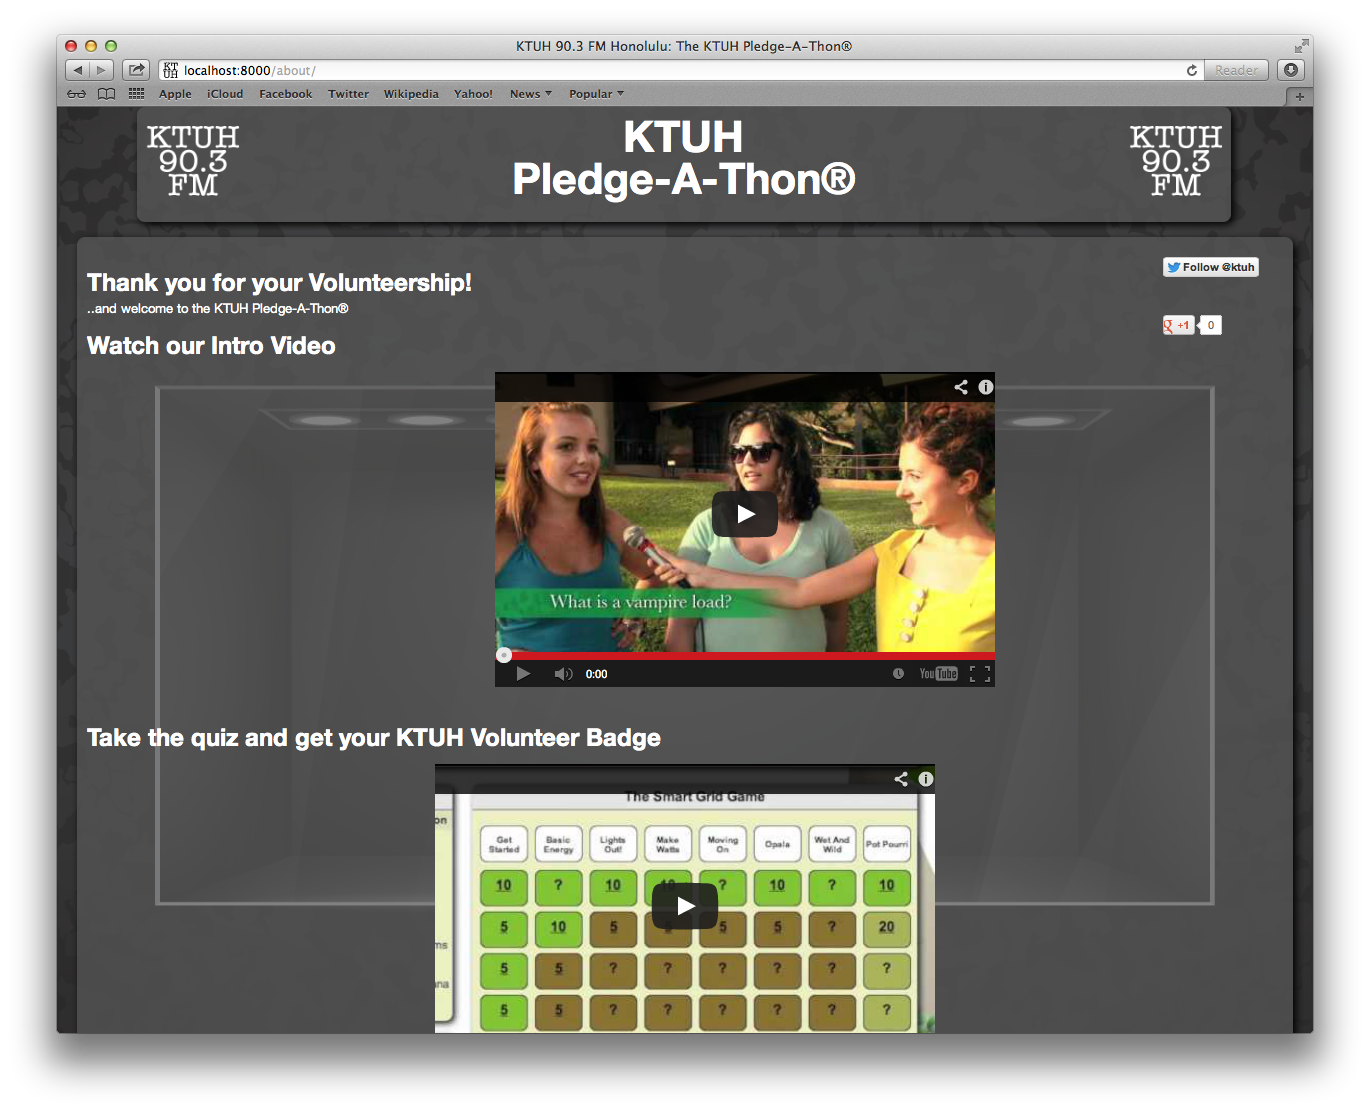 KTUH 90.3 FM Honolulu: The KTUH Pledge-A-Thon®
KT
UH
localhost:8000/about/
Reader
Apple
iCloud
Facebook
Twitter
Wikipedia
Yahoo!
News
Popular
KTUH
90.3
FM
KTUH
Pledge-A-Thon®
KTUH
90.3
FM
Thank you for your Volunteership!
..and welcome to the KTUH Pledge-A-Thon®
Follow @ktuh
g +1 0
Watch our Intro Video
What is a vampire load?
0:00
YouTube
Take the quiz and get your KTUH Volunteer Badge
The Smart Grid Game
on
Get Started
Basic Energy
Lights Out!
Make Watts
Moving On
Opala
Wet And Wild
Pot Pourri
10 ? 10 10 ? 10 ? 10
5 10 5 5 5 5 ? 20
ms
5 5 ? ? ? ? ? ?
ana
5 5 ? ? ? ? ? ?